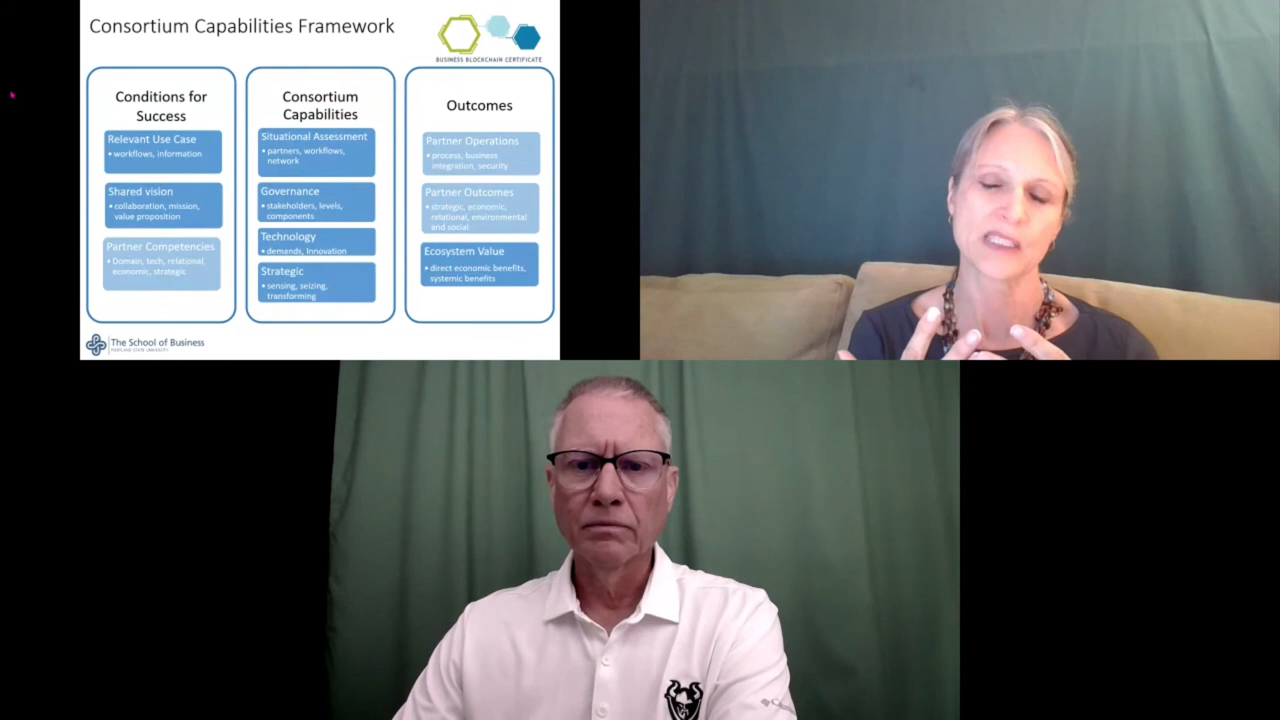 Consortium Capabilities Framework
BUSINESS BLOCKCHAIN CERTIFICATE
Conditions for
Success
Relevant Use Case
• workflows, information
Shared vision
• collaboration, mission,
value proposition
Partner Competencies
• Domain, tech, relational,
economic, strategic
Consortium
Capabilities
Situational Assessment
• partners, workflows,
network
Governance
• stakeholders, levels,
components
Technology
• demands, Innovation
Strategic
• sensing, seizing,
transforming
Outcomes
Partner Operations
• process, business
integration, security
Partner Outcomes
• strategic, economic,
relational, environmental
and social
Ecosystem Value
• direct economic benefits,
systemic benefits
The School of Business
PORTLAND STATE UNIVERSITY